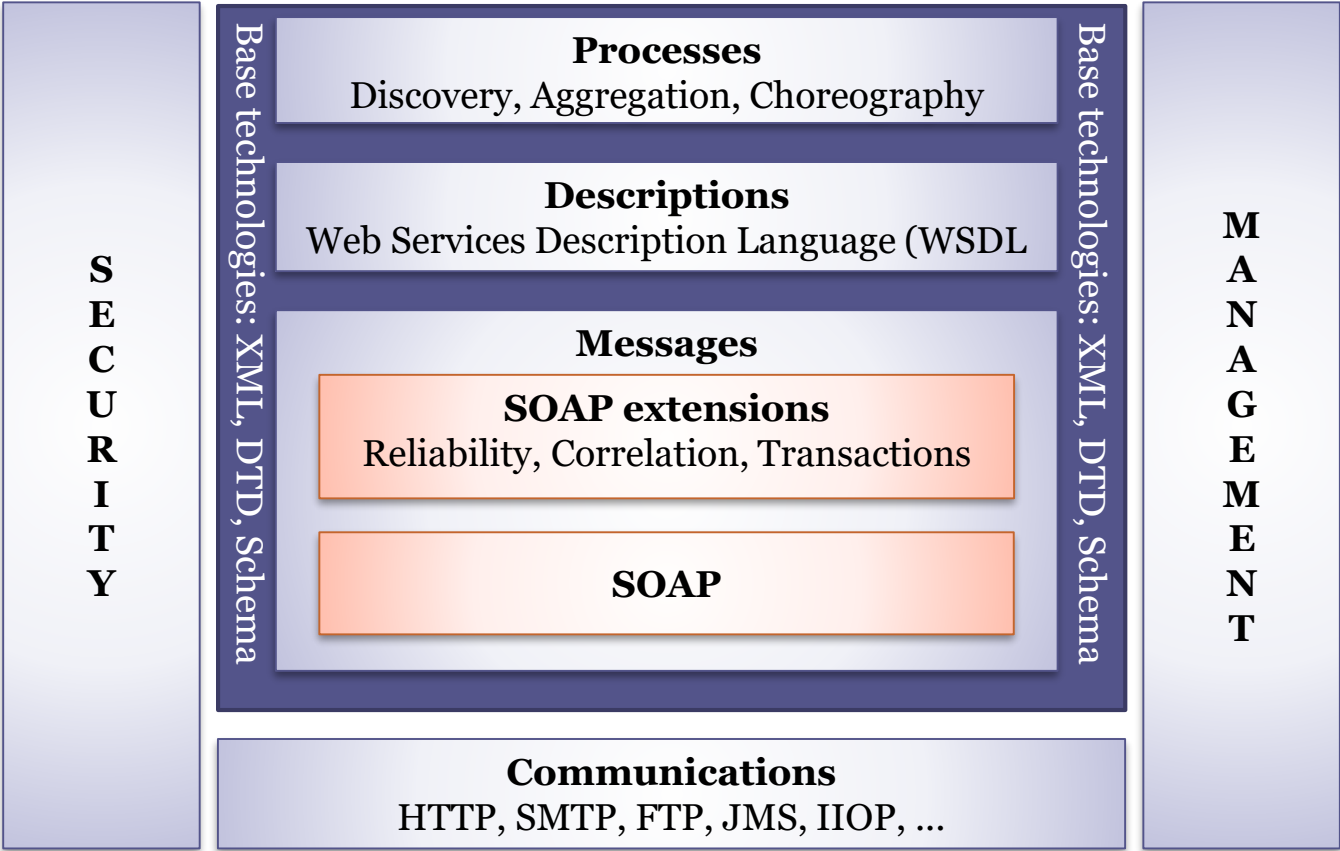 SECURITY
Base technologies: XML, DTD, Schema
Processes
Discovery, Aggregation, Choreography
Descriptions
Web Services Description Language (WSDL
Messages
SOAP extensions
Reliability, Correlation, Transactions
SOAP
Base technologies: XML, DTD, Schema
MANAGEMENT
Communications
HTTP, SMTP, FTP, JMS, IIOP, ...